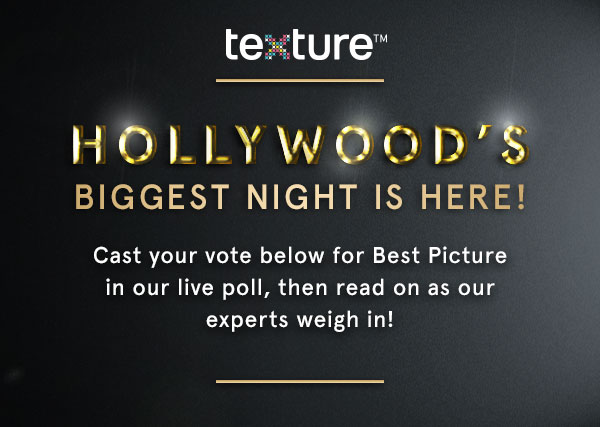 texture™
HOLLYWOOD'S
BIGGEST NIGHT IS HERE!
Cast your vote below for Best Picture
in our live poll, then read on as our
experts weigh in!